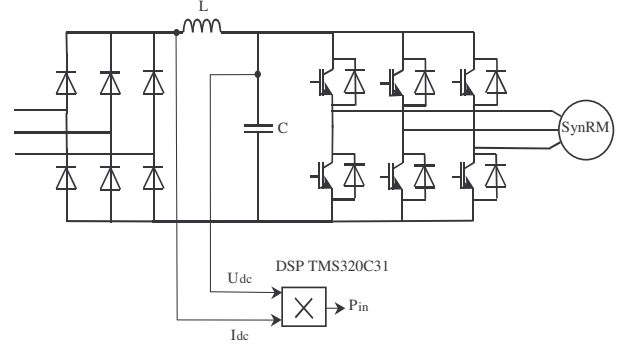 L
C
SynRM
DSP TMS320C31
Udc
Pin
Idc